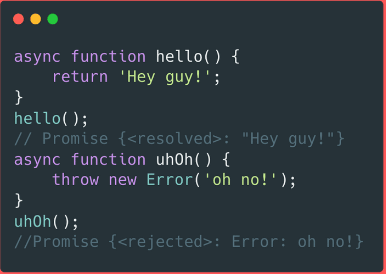 async function hello() {
    return 'Hey guy!';
}
hello();
// Promise {<resolved>: "Hey guy!"}
async function uhOh() {
    throw new Error('oh no!');
}
uhOh();
//Promise {<rejected>: Error: oh no!}